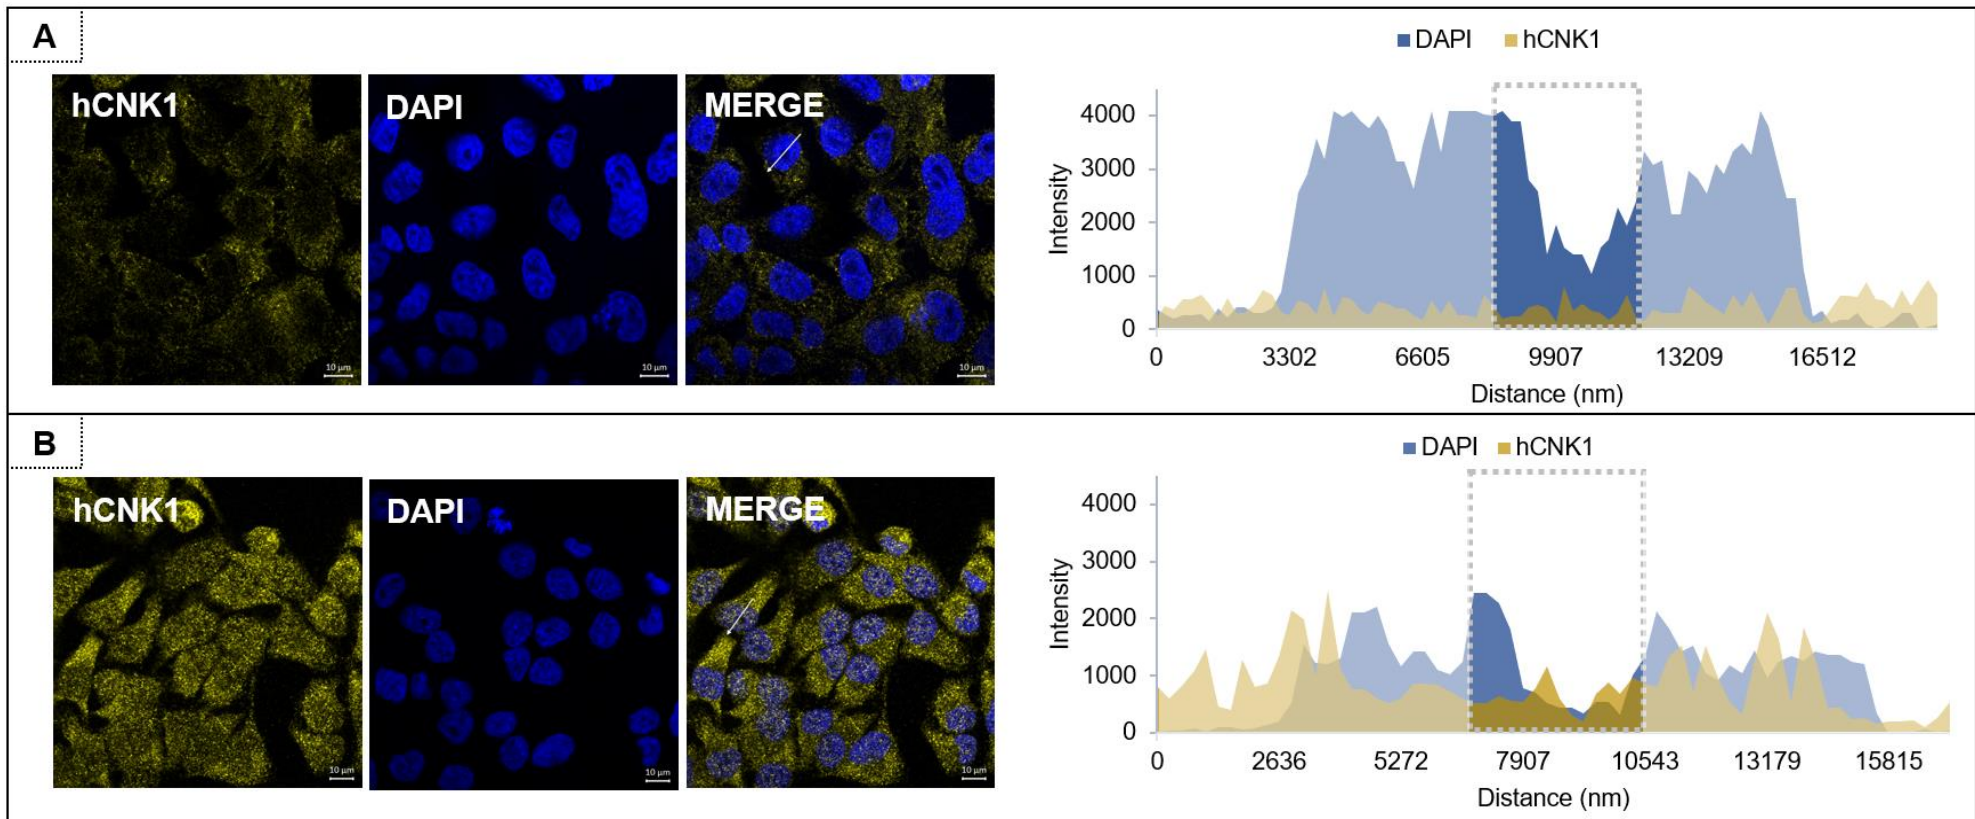 A
hCNK1
DAPI
MERGE
10 µm
10 µm
10 µm
DAPI hCNK1
4000
3000
2000
1000
0
Intensity
0 3302 6605 9907 13209 16512
Distance (nm)
B
hCNK1
DAPI
MERGE
10 µm
10 µm
10 µm
DAPI hCNK1
4000
3000
2000
1000
0
Intensity
0 2636 5272 7907 10543 13179 15815
Distance (nm)